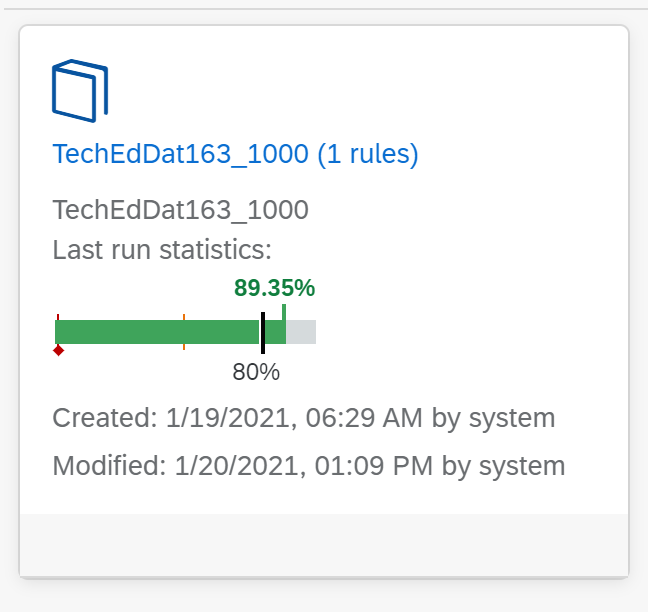 TechEdDat163_1000 (1 rules)
TechEdDat163_1000
Last run statistics:
89.35%
80%
Created: 1/19/2021, 06:29 AM by system
Modified: 1/20/2021, 01:09 PM by system